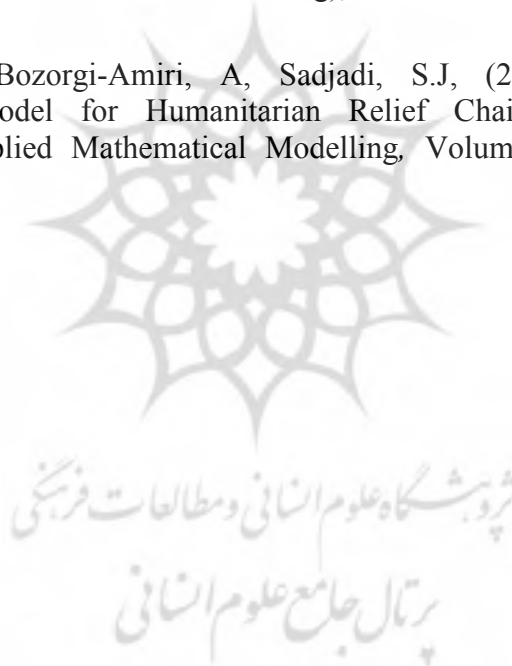 Bozorgi-Amiri, A, Sadjadi, S.J, (2
odel for Humanitarian Relief Chai
plied Mathematical Modelling, Volum
پژوهشگاه علوم انسانی و مطالعات فرهنگی
پرتال جامع علوم انسانی